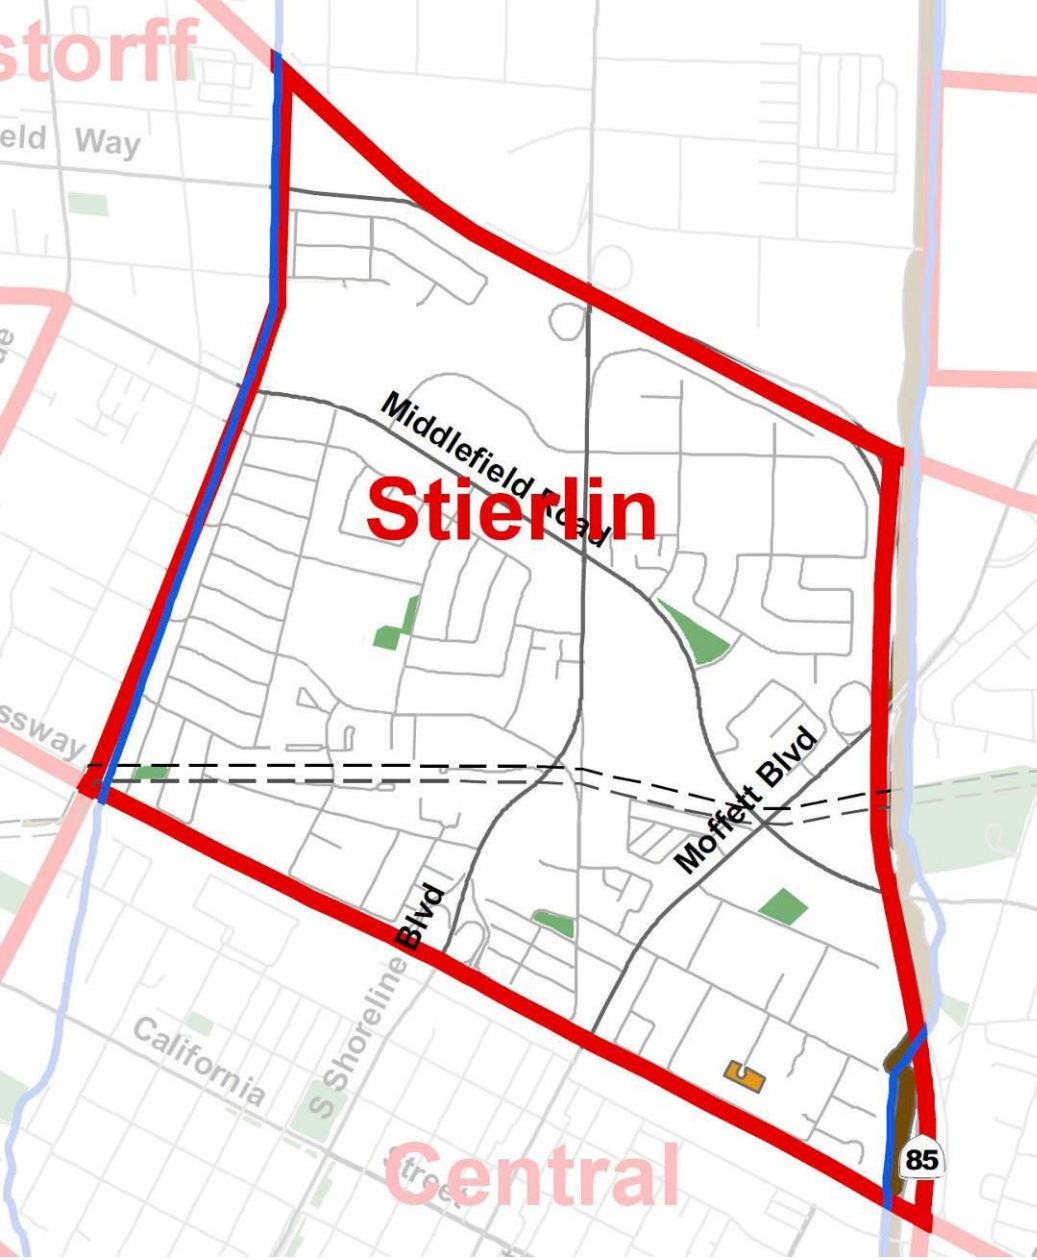 storff
eld Way
Middlefield Road
Stierlin
ssway
Moffett Blvd
S Shoreline Blvd
California
Street
Central
85